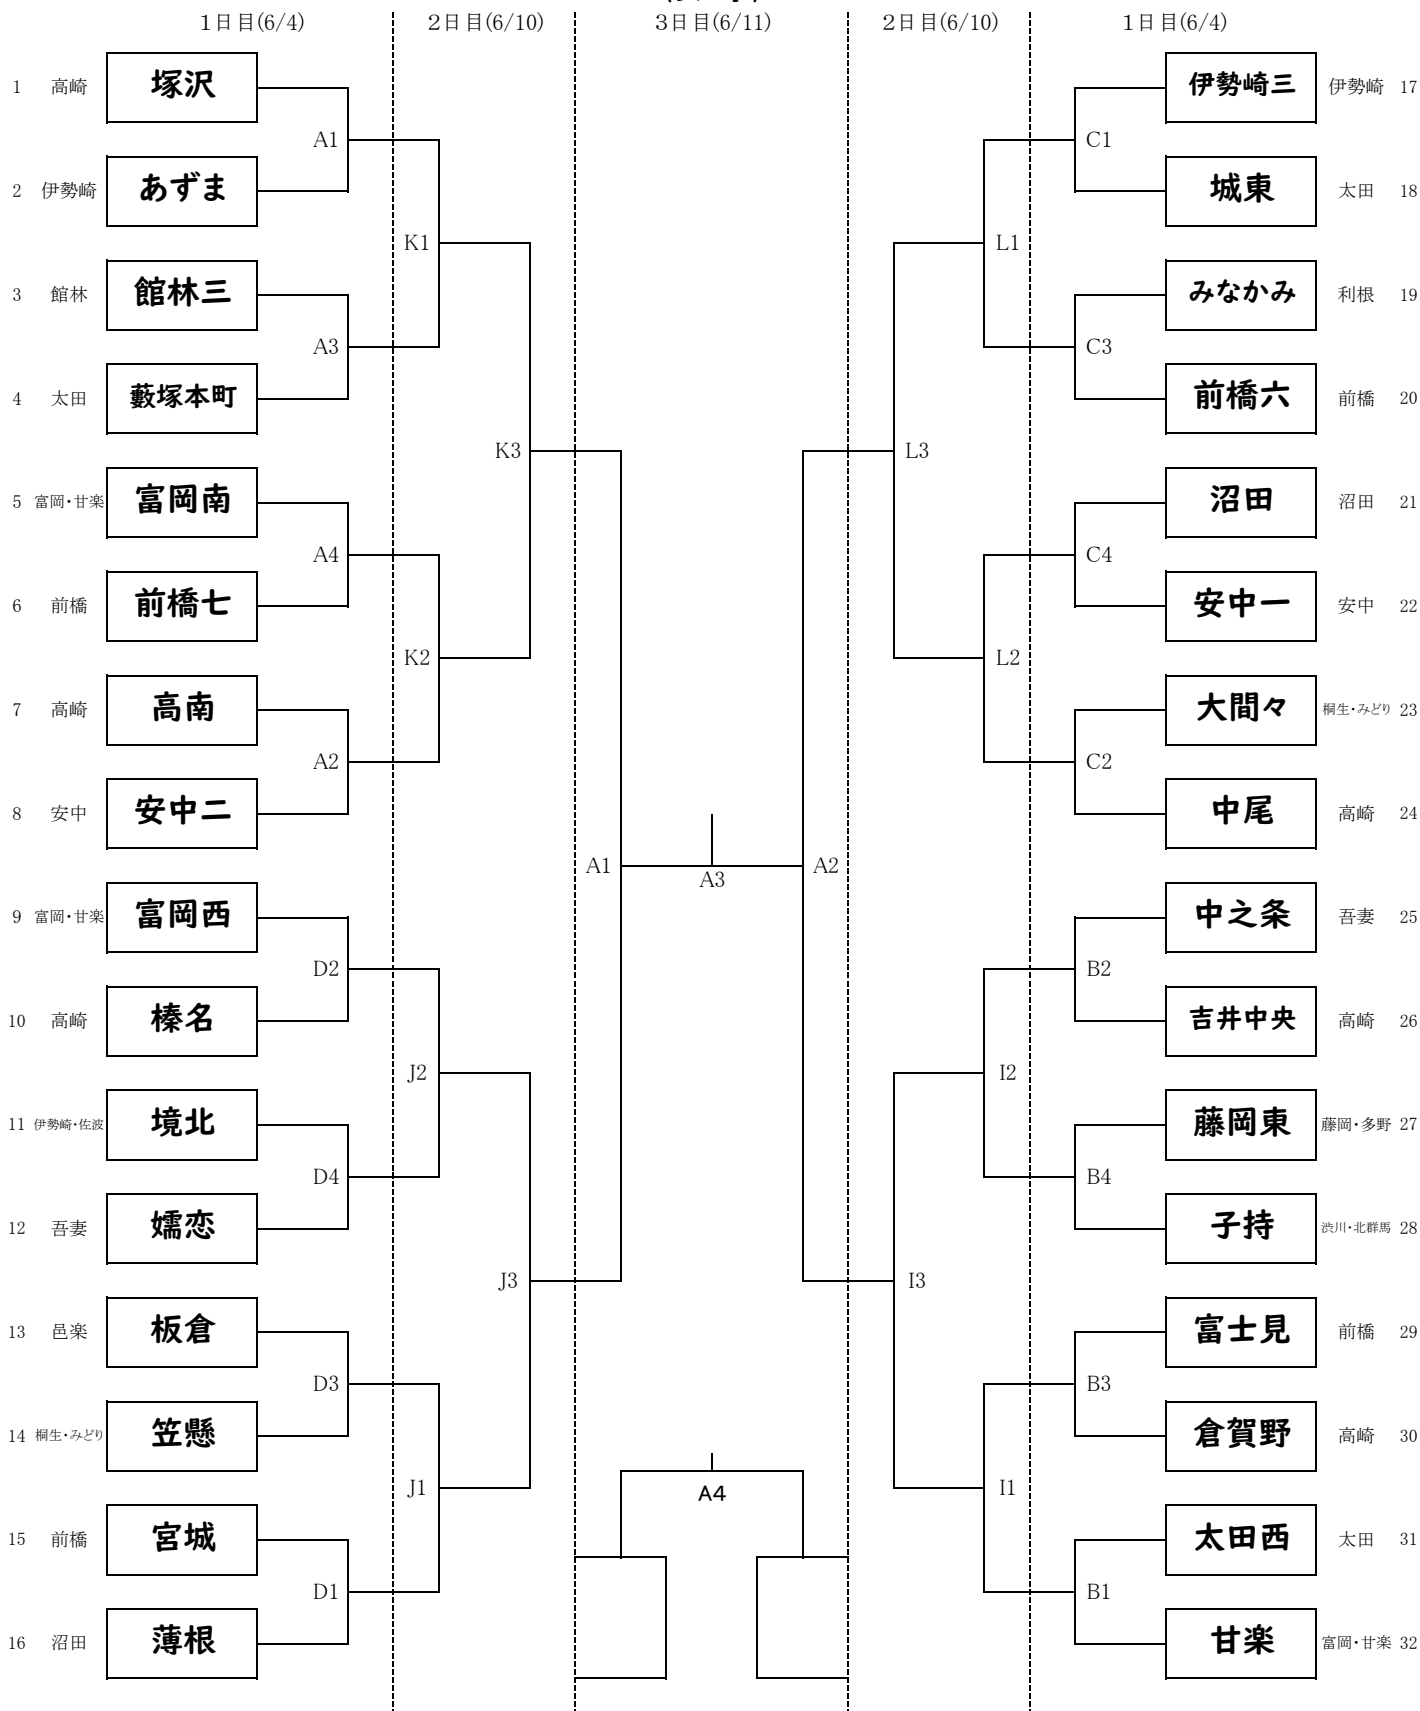 1日目(6/4) 2日目(6/10) 3日目(6/11) 2日目(6/10) 1日目(6/4)
1 高崎 塚沢 伊勢崎三 伊勢崎 17
A1 C1
2 伊勢崎 あずま 城東 太田 18
K1 L1
3 館林 館林三 みなかみ 利根 19
A3 C3
4 太田 藪塚本町 前橋六 前橋 20
K3 L3
5 富岡・甘楽 富岡南 沼田 沼田 21
A4 C4
6 前橋 前橋七 安中一 安中 22
K2 L2
7 高崎 高南 大間々 桐生・みどり 23
A2 C2
8 安中 安中二 中尾 高崎 24
A1 A3 A2
9 富岡・甘楽 富岡西 中之条 吾妻 25
D2 B2
10 高崎 榛名 吉井中央 高崎 26
J2 I2
11 伊勢崎・佐波 境北 藤岡東 藤岡・多野 27
D4 B4
12 吾妻 嬬恋 子持 渋川・北群馬 28
J3 I3
13 邑楽 板倉 富士見 前橋 29
D3 B3
14 桐生・みどり 笠懸 倉賀野 高崎 30
J1 A4 I1
15 前橋 宮城 太田西 太田 31
D1 B1
16 沼田 薄根 甘楽 富岡・甘楽 32